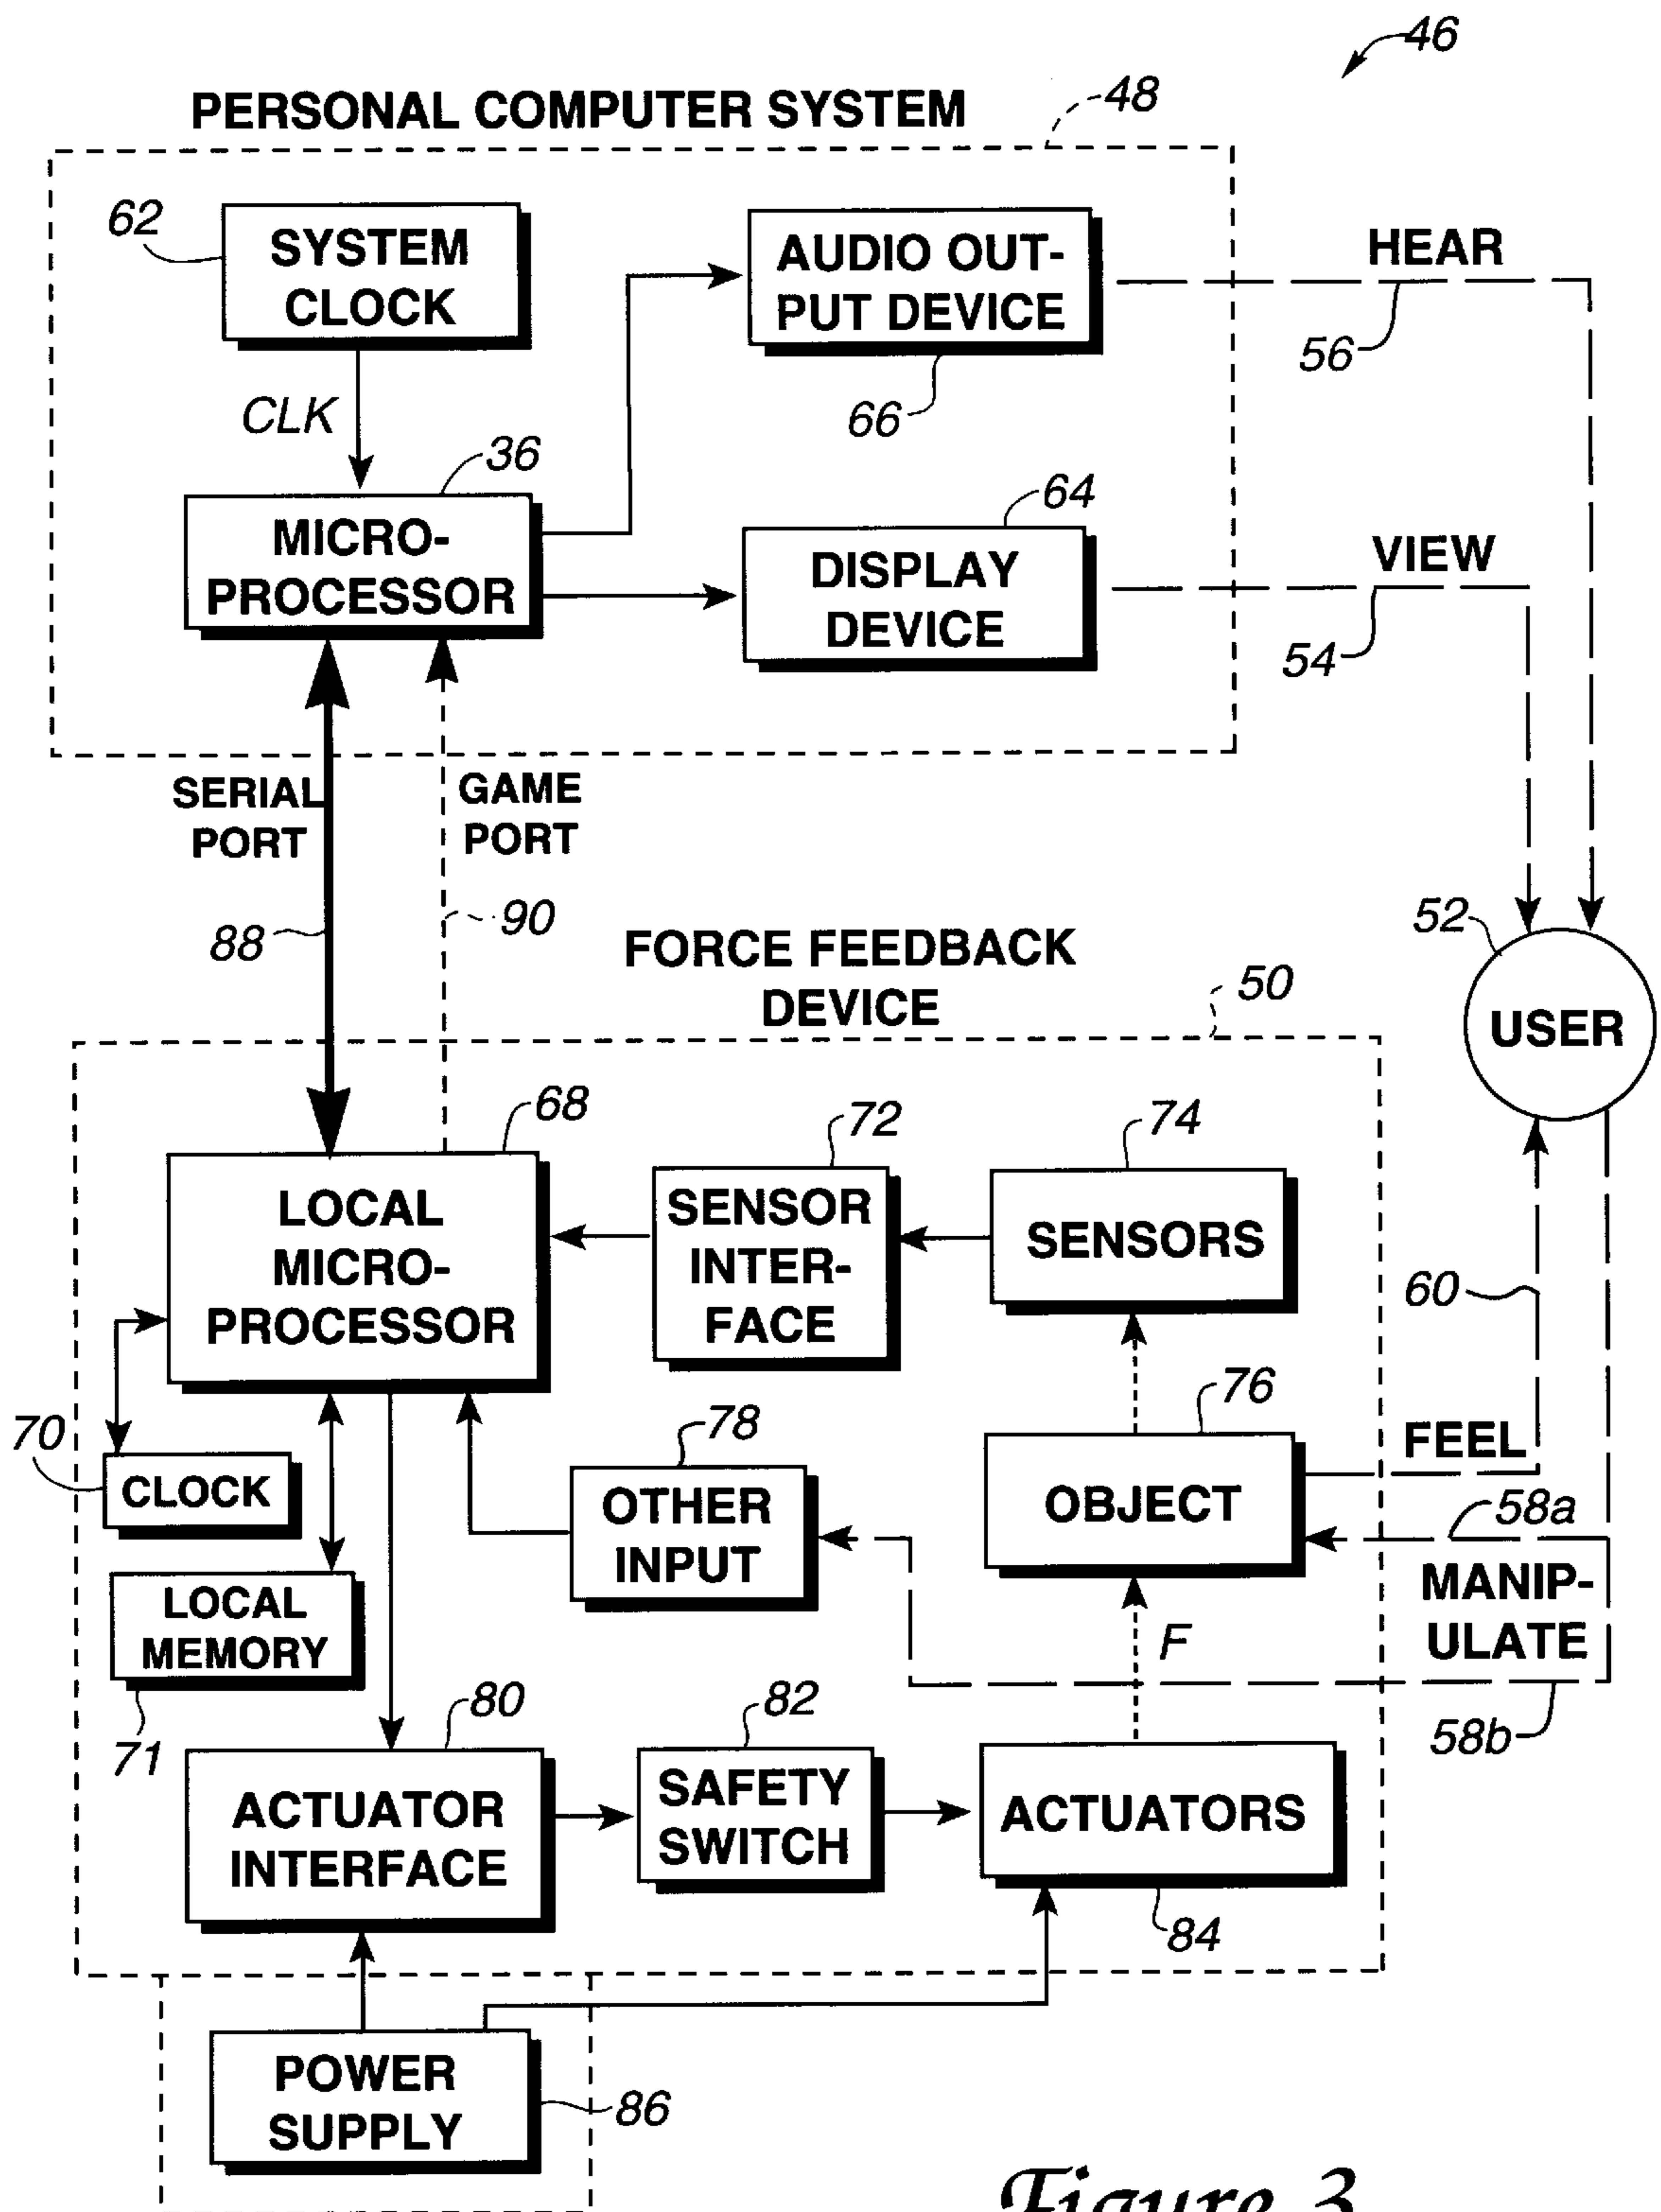 46
PERSONAL COMPUTER SYSTEM
48
62
SYSTEM
CLOCK
AUDIO OUT-
PUT DEVICE
66
HEAR
56
CLK
36
MICRO-
PROCESSOR
64
DISPLAY
DEVICE
VIEW
54
SERIAL
PORT
GAME
PORT
88
90
FORCE FEEDBACK
DEVICE
50
52
USER
68
LOCAL
MICRO-
PROCESSOR
72
SENSOR
INTER-
FACE
74
SENSORS
60
70
CLOCK
78
OTHER
INPUT
76
OBJECT
FEEL
58a
MANIP-
ULATE
58b
LOCAL
MEMORY
71
F
80
ACTUATOR
INTERFACE
82
SAFETY
SWITCH
ACTUATORS
84
POWER
SUPPLY
86
Figure 3